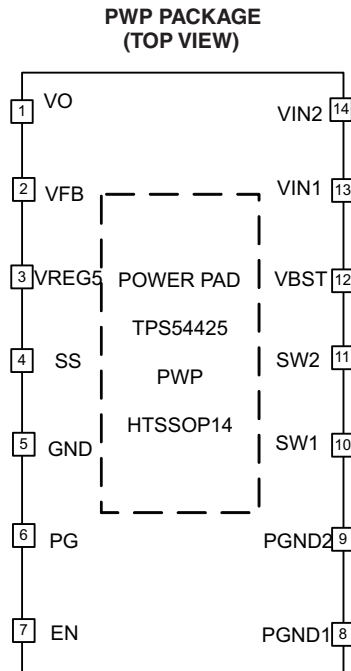 PWP PACKAGE
(TOP VIEW)
1 VO
VIN2 14
2 VFB
VIN1 13
3 VREG5
POWER PAD
VBST 12
TPS54425
4 SS
SW2 11
PWP
HTSSOP14
5 GND
SW1 10
6 PG
PGND2 9
7 EN
PGND1 8